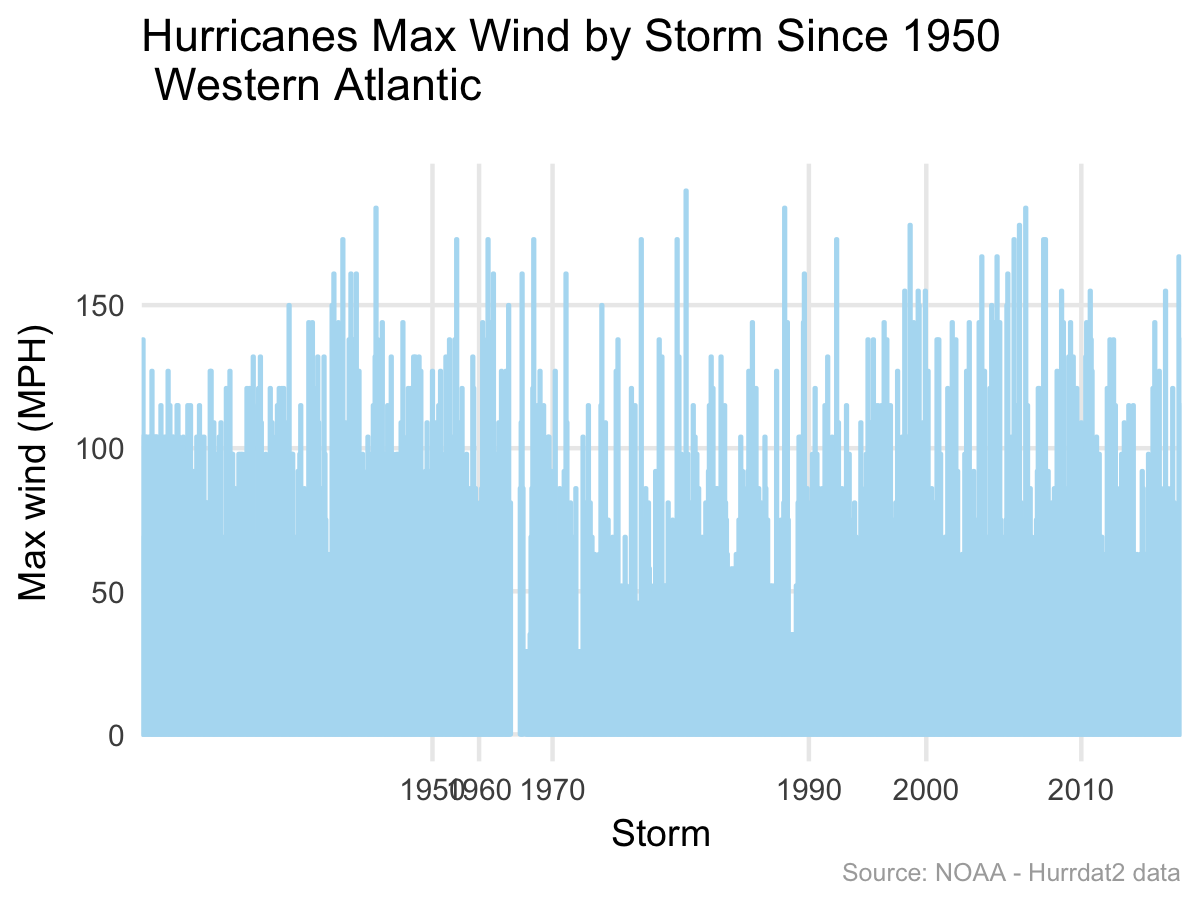 Hurricanes Max Wind by Storm Since 1950
Western Atlantic
Max wind (MPH)
150
100
50
0
1950 1960 1970 1990 2000 2010
Storm
Source: NOAA - Hurrdat2 data